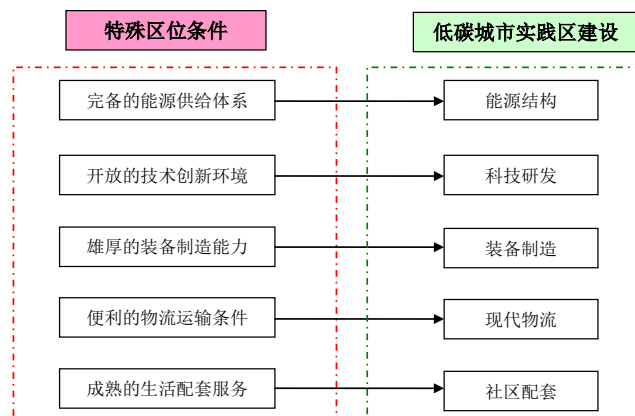 特殊区位条件
低碳城市实践区建设
完备的能源供给体系
能源结构
开放的技术创新环境
科技研发
雄厚的装备制造能力
装备制造
便利的物流运输条件
现代物流
成熟的生活配套服务
社区配套